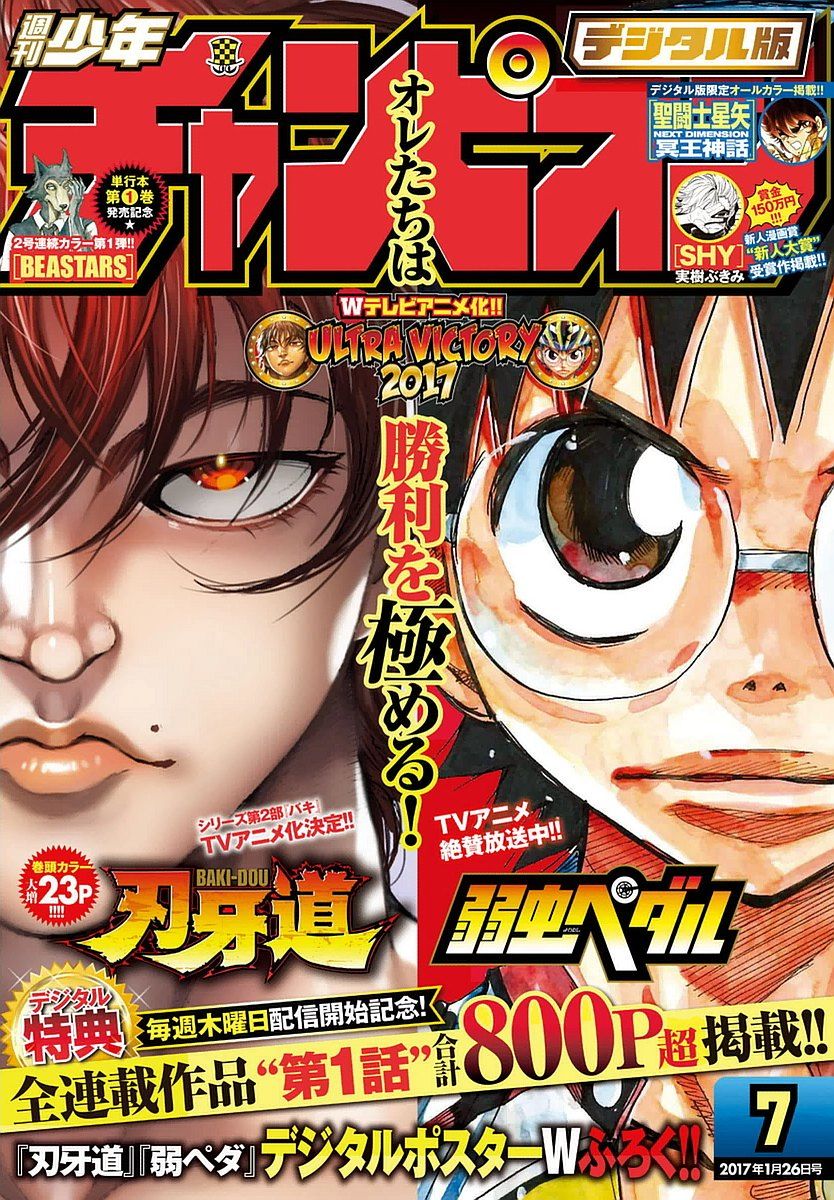 週刊少年
チャンピオン
デジタル版
デジタル版限定オールカラー掲載!!
聖闘士星矢
NEXT DIMENSION
冥王神話
単行本
第1巻
発売記念
★
2号連続カラー第1弾!!
[BEASTARS]
賞金
150万円!!!
[SHY]
実樹ぶきみ
新人漫画賞
“新人大賞”
受賞作掲載!!
オレたちは
Wテレビアニメ化!!
ULTRA VICTORY
2017
勝利を極める!
シリーズ第2部『バキ』
TVアニメ化決定!!
TVアニメ
絶賛放送中!!
巻頭カラー
大増23P
!!!!
BAKI-DOU
刃牙道
弱虫ペダル
デジタル
特典
毎週木曜日配信開始記念!
全連載作品“第1話”合計800P超掲載!!
『刃牙道』『弱ペダ』デジタルポスターWふろく!!
7
2017年1月26日号